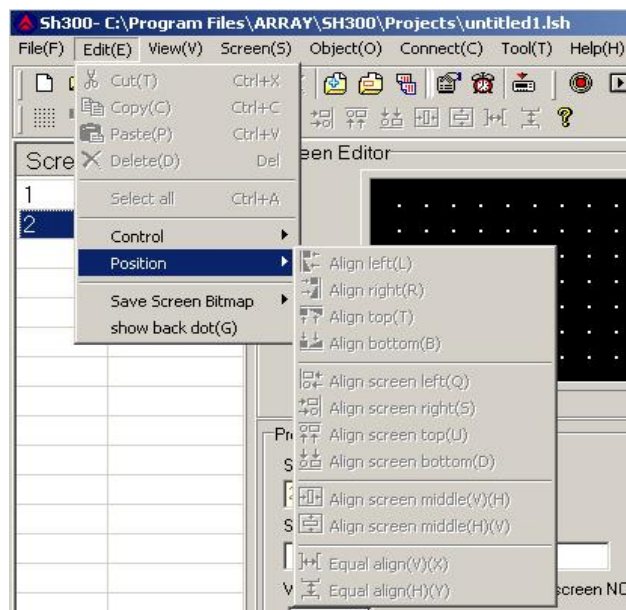 Sh300- C:\Program Files\ARRAY\SH300\Projects\untitled1.lsh
File(F) Edit(E) View(V) Screen(S) Object(O) Connect(C) Tool(T) Help(H)
Cut(T) Ctrl+X
Copy(C) Ctrl+C
Paste(P) Ctrl+V
Delete(D) Del
Select all Ctrl+A
Control
Position
Save Screen Bitmap
show back dot(G)
Scre
1
2
een Editor
Align left(L)
Align right(R)
Align top(T)
Align bottom(B)
Align screen left(Q)
Align screen right(S)
Align screen top(U)
Align screen bottom(D)
Align screen middle(V)(H)
Align screen middle(H)(V)
Equal align(V)(X)
Equal align(H)(Y)
Pr
S
S
V
screen NO